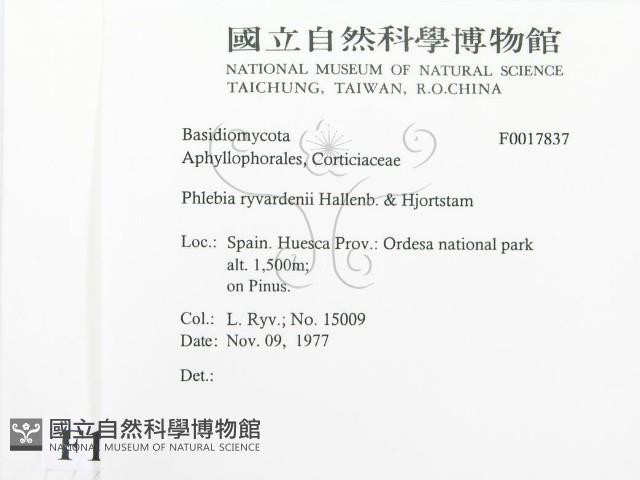 國立自然科學博物館
NATIONAL MUSEUM OF NATURAL SCIENCE
TAICHUNG, TAIWAN, R.O.CHINA
Basidiomycota F0017837
Aphyllophorales, Corticiaceae
Phlebia ryvardenii Hallenb. & Hjortstam
Loc.: Spain. Huesca Prov.: Ordesa national park
alt. 1,500m;
on Pinus.
Col.: L. Ryv.; No. 15009
Date: Nov. 09, 1977
Det.:
國立自然科學博物館
NATIONAL MUSEUM OF NATURAL SCIENCE
F1